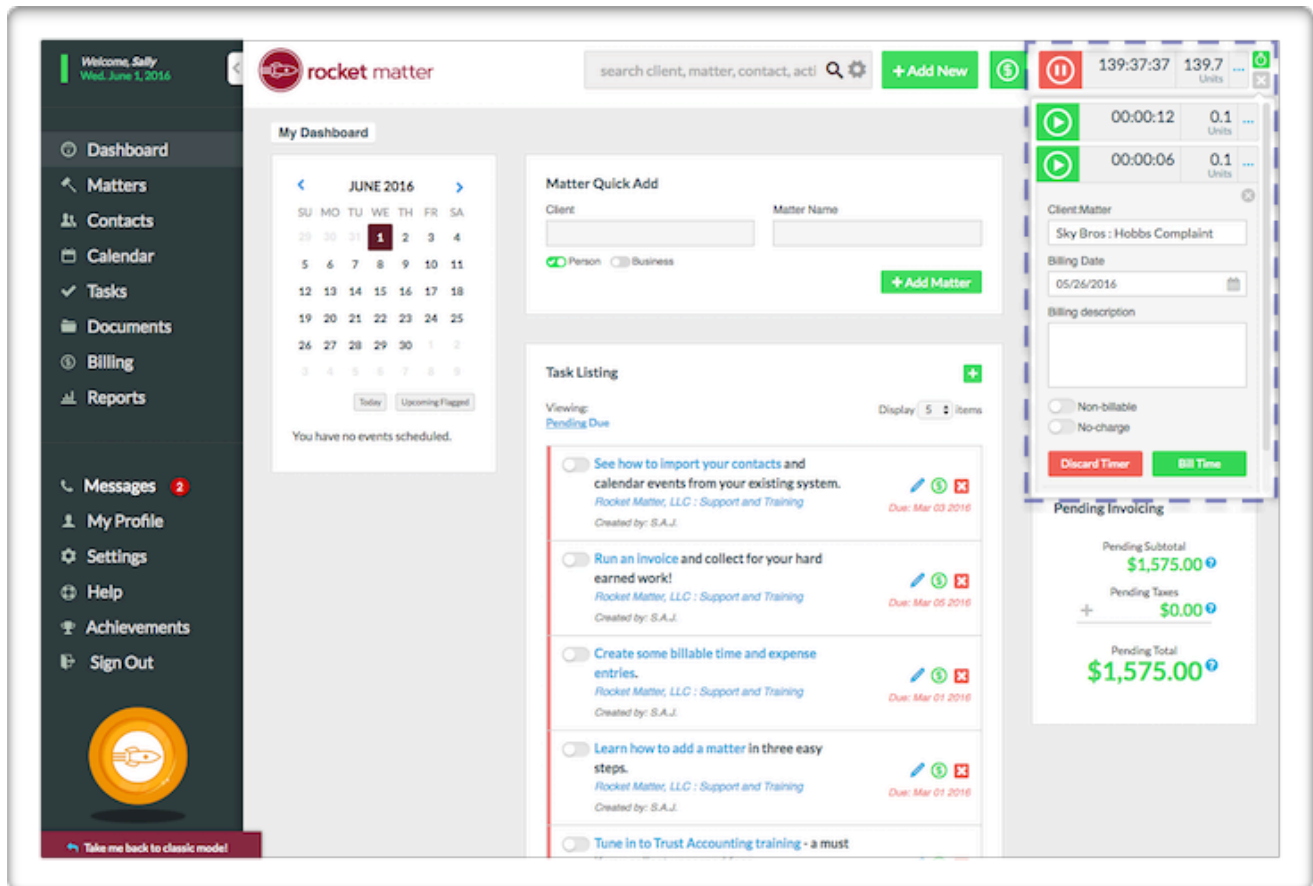 Welcome, Sally
Wed. June 1, 2016
Dashboard
Matters
Contacts
Calendar
Tasks
Documents
Billing
Reports
Messages 2
My Profile
Settings
Help
Achievements
Sign Out
Take me back to classic mode!
rocket matter
search client, matter, contact, acti
+ Add New
139:37:37 139.7 ...
Units
00:00:12 0.1 ...
Units
00:00:06 0.1 ...
Units
Client:Matter
Sky Bros : Hobbs Complaint
Billing Date
05/26/2016
Billing description
Non-billable
No-charge
Discard Timer Bill Time
My Dashboard
JUNE 2016
SU MO TU WE TH FR SA
29 30 31 1 2 3 4
5 6 7 8 9 10 11
12 13 14 15 16 17 18
19 20 21 22 23 24 25
26 27 28 29 30 1 2
3 4 5 6 7 8 9
Today Upcoming Flagged
You have no events scheduled.
Matter Quick Add
Client Matter Name
Person Business
+ Add Matter
Task Listing
Viewing:
Pending Due
Display 5 items
See how to import your contacts and
calendar events from your existing system.
Rocket Matter, LLC : Support and Training
Created by: S.A.J.
Due: Mar 03 2016
Run an invoice and collect for your hard
earned work!
Rocket Matter, LLC : Support and Training
Created by: S.A.J.
Due: Mar 05 2016
Create some billable time and expense
entries.
Rocket Matter, LLC : Support and Training
Created by: S.A.J.
Due: Mar 01 2016
Learn how to add a matter in three easy
steps.
Rocket Matter, LLC : Support and Training
Created by: S.A.J.
Due: Mar 01 2016
Tune in to Trust Accounting training - a must
Pending Invoicing
Pending Subtotal
$1,575.00
Pending Taxes
+ $0.00
Pending Total
$1,575.00